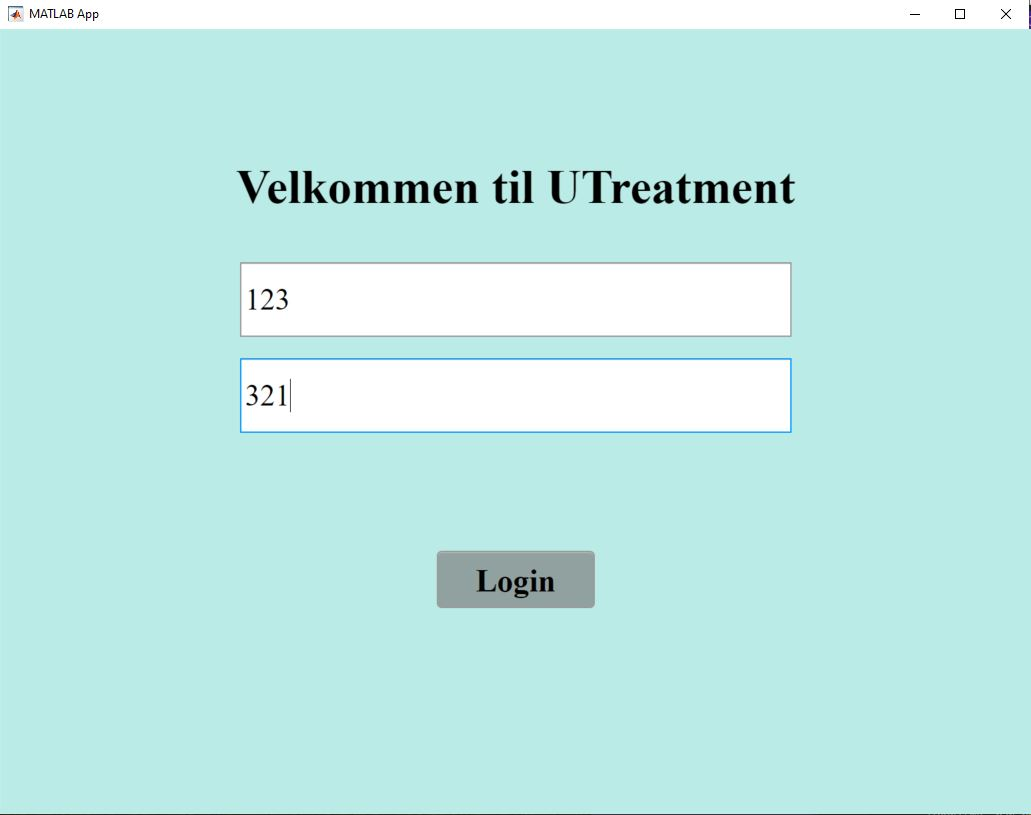 MATLAB App
Velkommen til UTreatment
123
321
Login